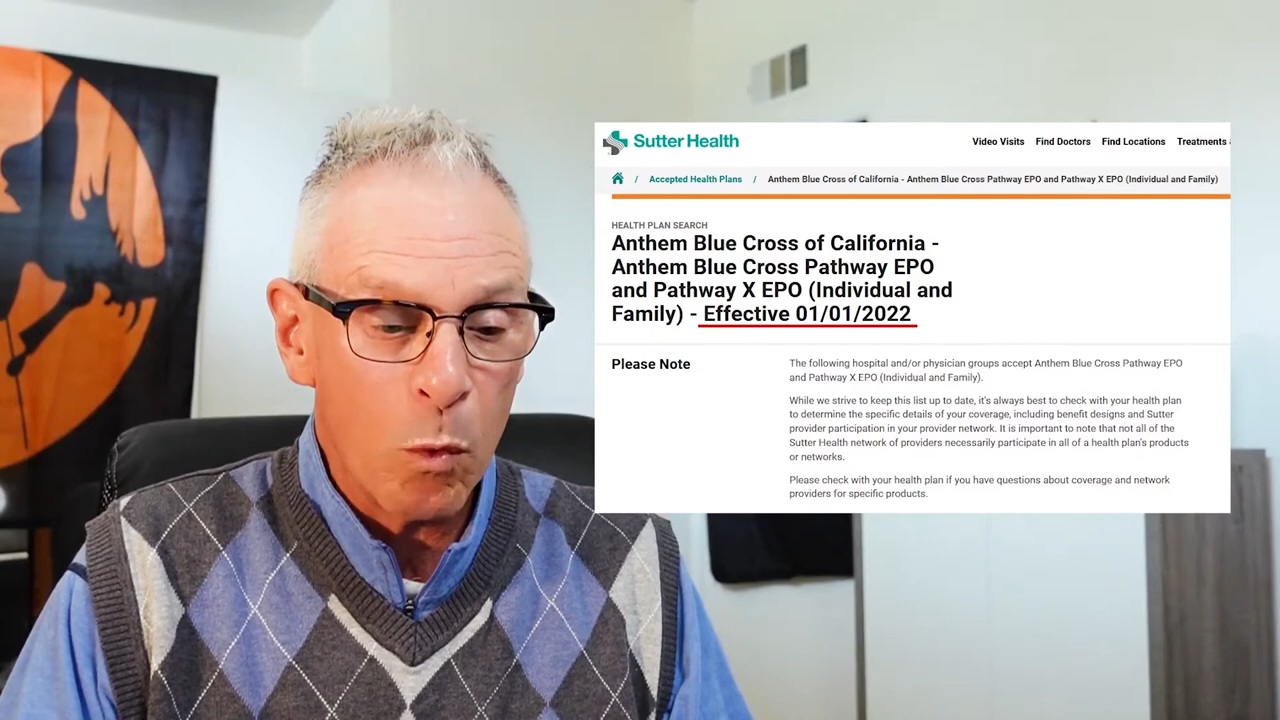 Sutter Health
Video Visits Find Doctors Find Locations Treatments
/ Accepted Health Plans / Anthem Blue Cross of California - Anthem Blue Cross Pathway EPO and Pathway X EPO (Individual and Family)
HEALTH PLAN SEARCH
Anthem Blue Cross of California -
Anthem Blue Cross Pathway EPO
and Pathway X EPO (Individual and
Family) - Effective 01/01/2022
Please Note
The following hospital and/or physician groups accept Anthem Blue Cross Pathway EPO
and Pathway X EPO (Individual and Family).
While we strive to keep this list up to date, it's always best to check with your health plan
to determine the specific details of your coverage, including benefit designs and Sutter
provider participation in your provider network. It is important to note that not all of the
Sutter Health network of providers necessarily participate in all of a health plan's products
or networks.
Please check with your health plan if you have questions about coverage and network
providers for specific products.